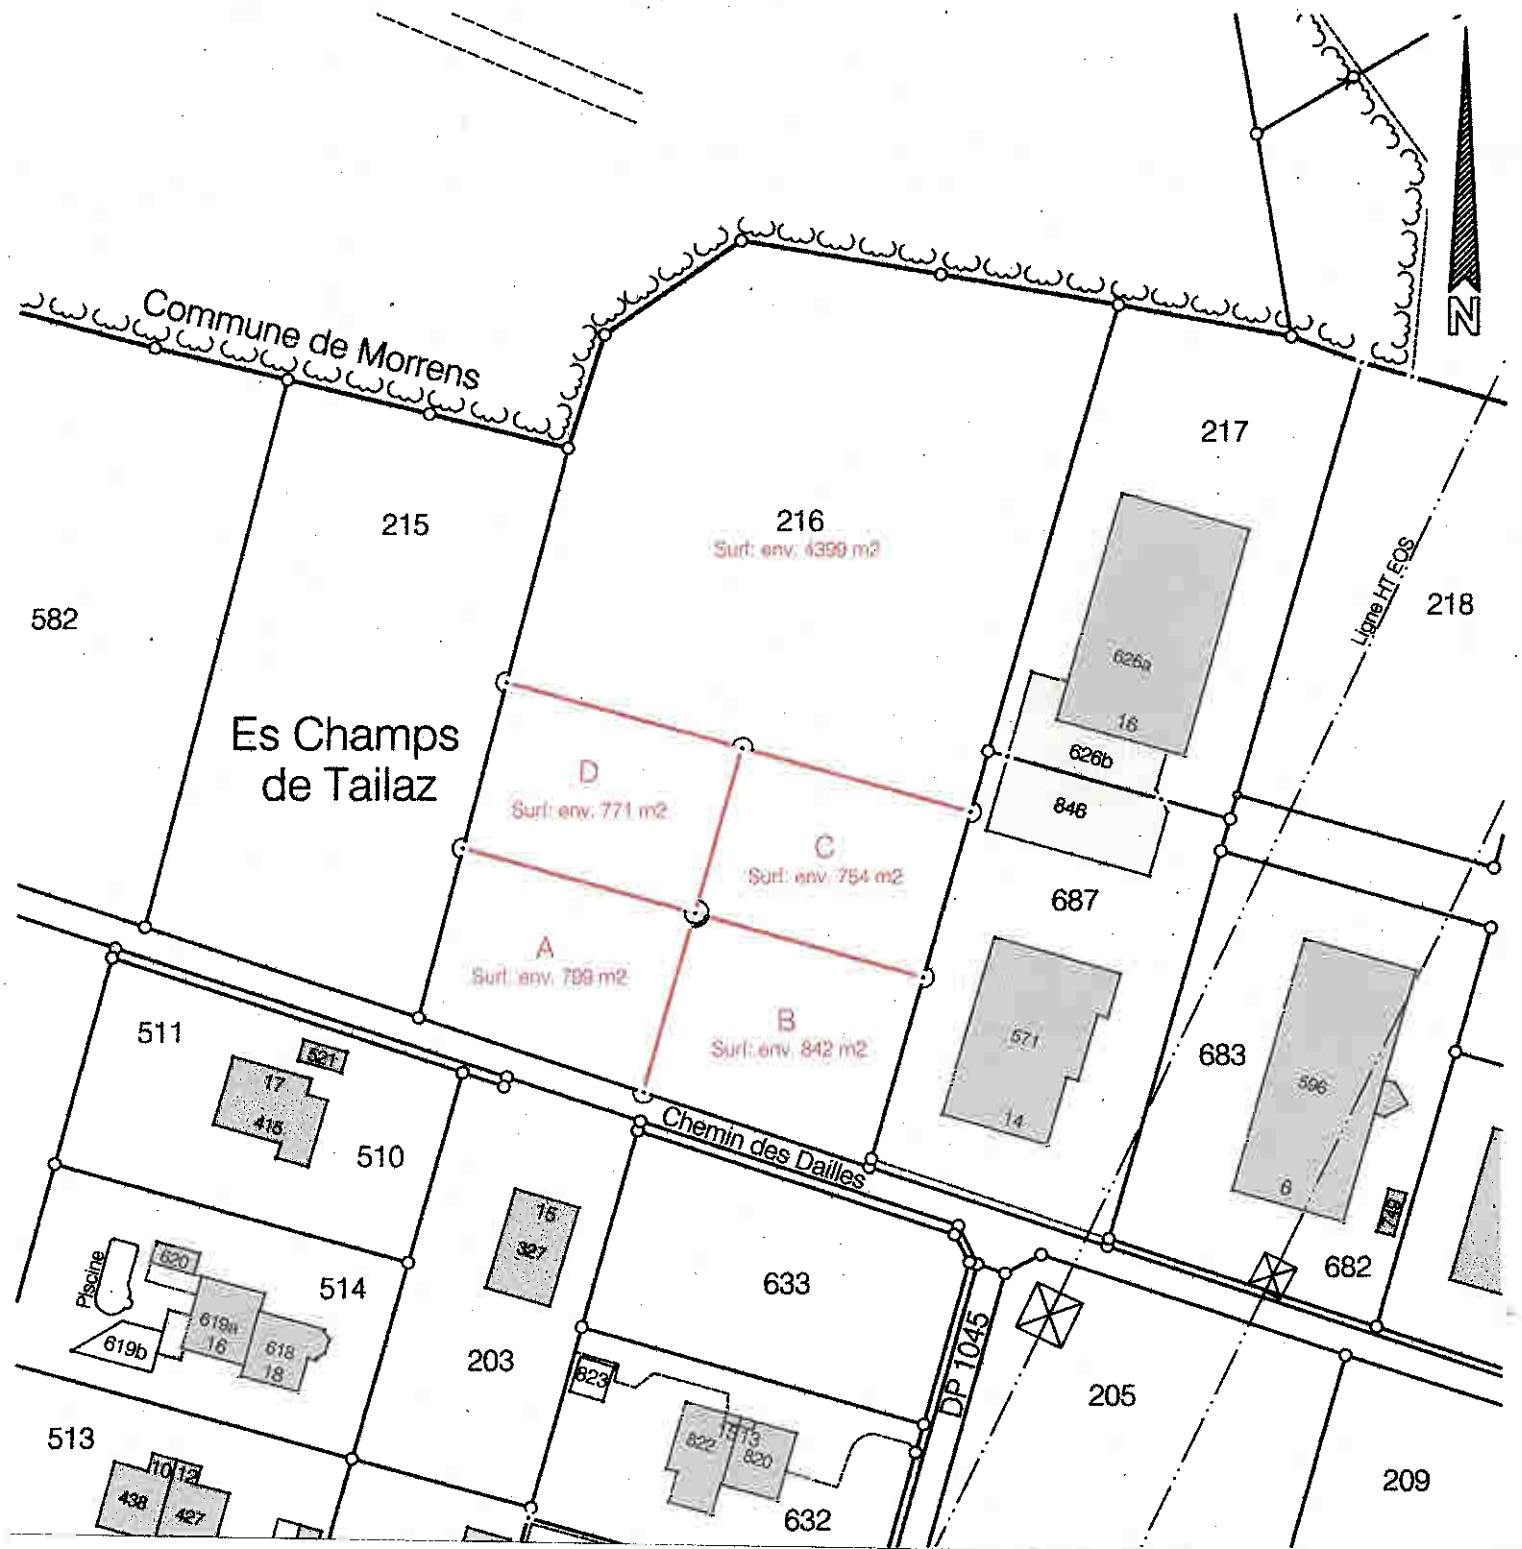 N
Commune de Morrens
217
215
216
Surf: env. 4399 m2
218
Ligne HT EOS
582
626a
16
626b
846
Es Champs
de Tailaz
D
Surf: env. 771 m2
C
Surf: env. 754 m2
687
A
Surf: env. 799 m2
B
Surf: env. 842 m2
511
521
17
415
510
571
14
683
596
6
749
682
Chemin des Dailles
15
327
Piscine
620
514
619a
16
619b
618
18
633
203
823
DP 1045
205
513
10
12
438
427
822
15
13
820
632
209